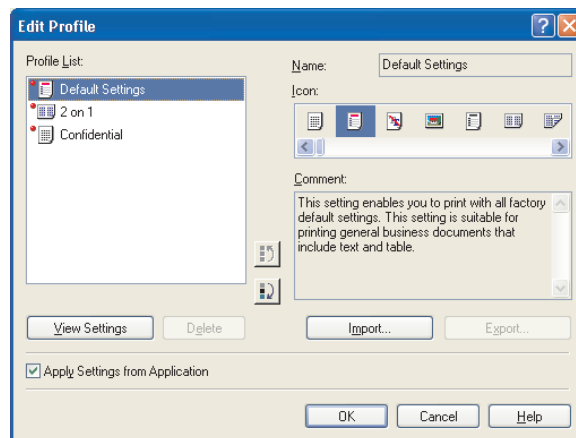 Edit Profile
Profile List:
Default Settings
2 on 1
Confidential
Name:
Default Settings
Icon:
Comment:
This setting enables you to print with all factory
default settings. This setting is suitable for
printing general business documents that
include text and table.
View Settings
Delete
Import...
Export...
Apply Settings from Application
OK
Cancel
Help